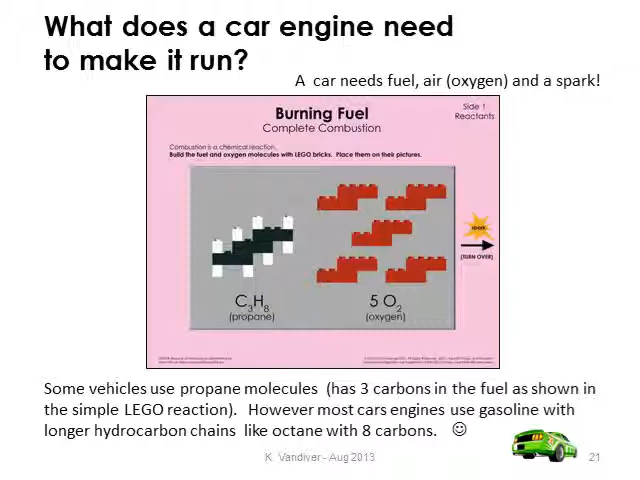 What does a car engine need
to make it run?
A car needs fuel, air (oxygen) and a spark!
Burning Fuel
Complete Combustion
Side 1
Reactants
Combustion is a chemical reaction.
Build the fuel and oxygen molecules with LEGO bricks. Place them on their pictures.
spark
(TURN OVER)
C3H8
(propane)
5 O2
(oxygen)
Some vehicles use propane molecules (has 3 carbons in the fuel as shown in
the simple LEGO reaction). However most cars engines use gasoline with
longer hydrocarbon chains like octane with 8 carbons. ☺
K. Vandiver - Aug 2013
21